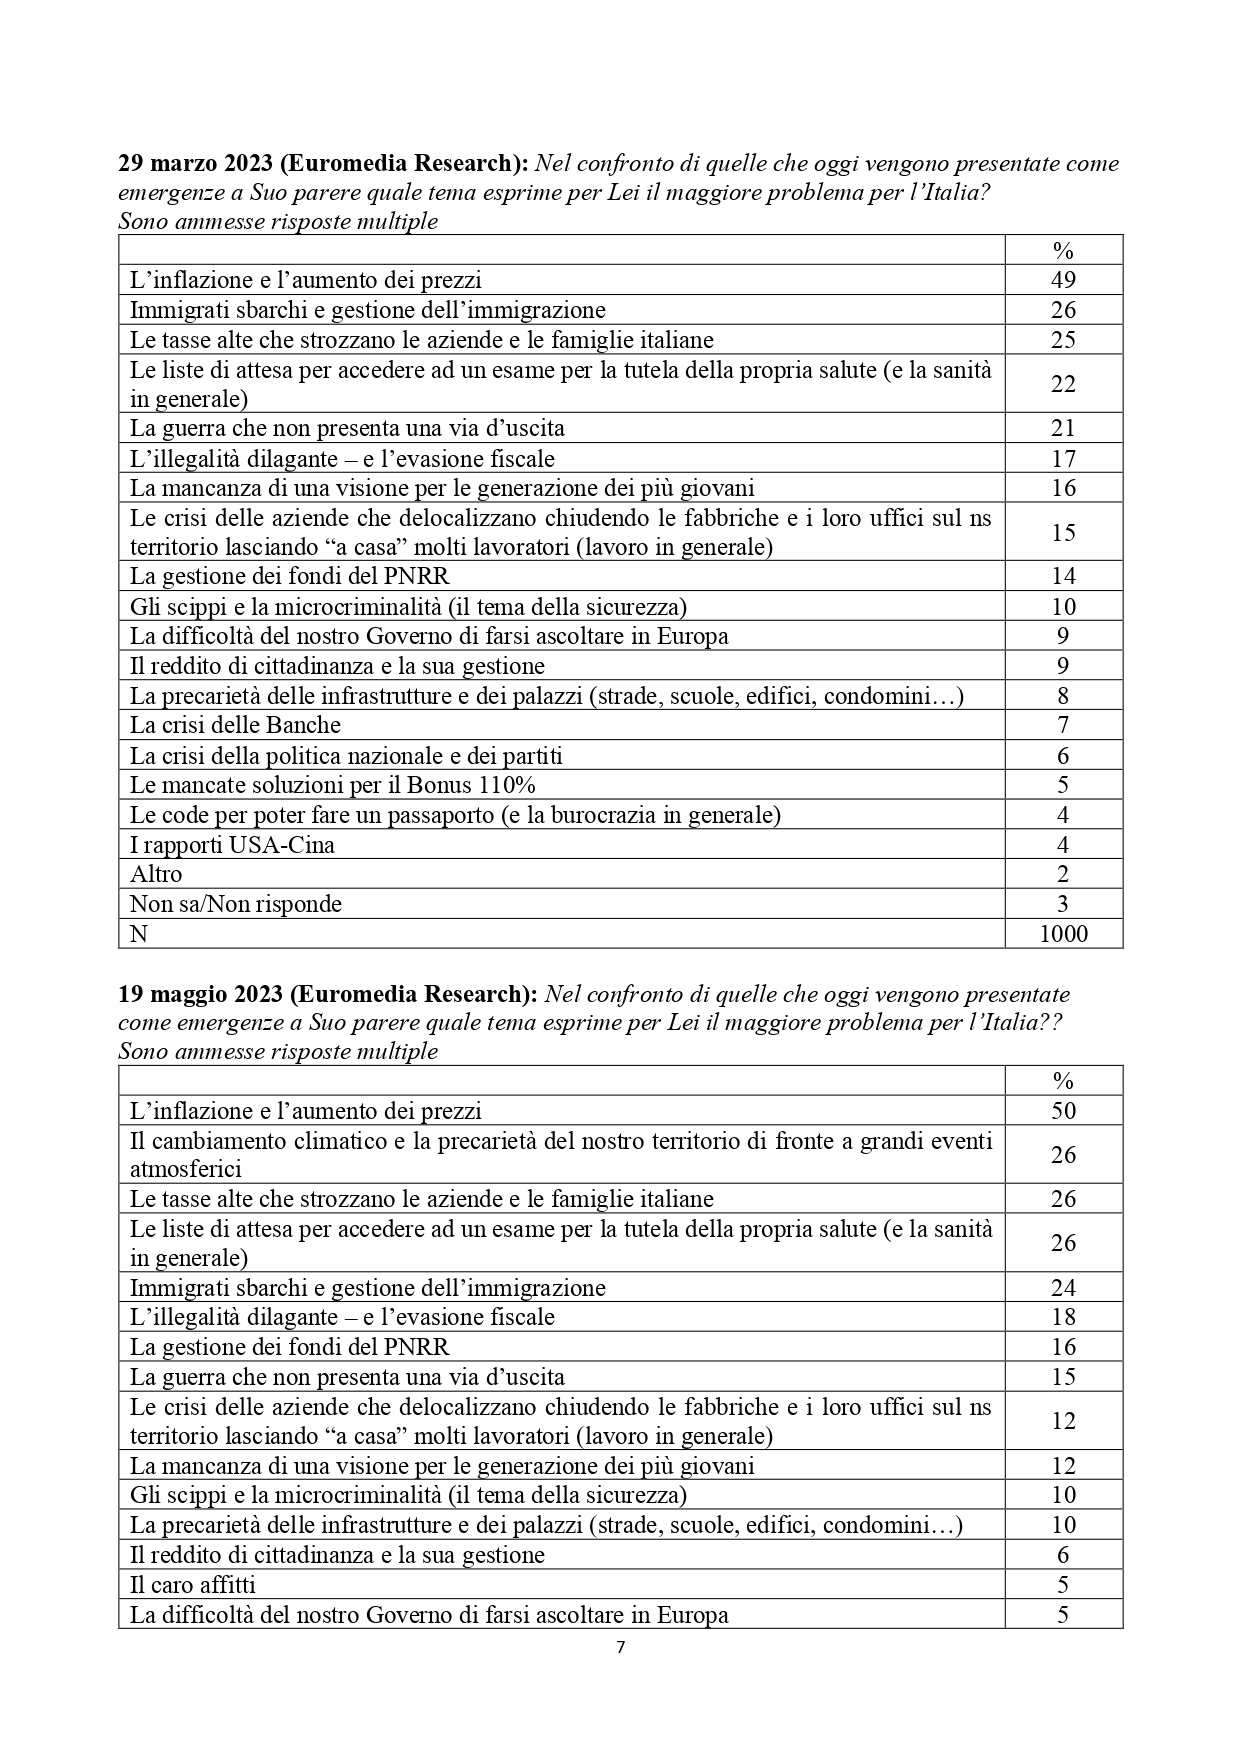 29 marzo 2023 (Euromedia Research): Nel confronto di quelle che oggi vengono presentate come
emergenze a Suo parere quale tema esprime per Lei il maggiore problema per l’Italia?
Sono ammesse risposte multiple
%
L’inflazione e l’aumento dei prezzi 49
Immigrati sbarchi e gestione dell’immigrazione 26
Le tasse alte che strozzano le aziende e le famiglie italiane 25
Le liste di attesa per accedere ad un esame per la tutela della propria salute (e la sanità
in generale) 22
La guerra che non presenta una via d’uscita 21
L’illegalità dilagante – e l’evasione fiscale 17
La mancanza di una visione per le generazione dei più giovani 16
Le crisi delle aziende che delocalizzano chiudendo le fabbriche e i loro uffici sul ns
territorio lasciando “a casa” molti lavoratori (lavoro in generale) 15
La gestione dei fondi del PNRR 14
Gli scippi e la microcriminalità (il tema della sicurezza) 10
La difficoltà del nostro Governo di farsi ascoltare in Europa 9
Il reddito di cittadinanza e la sua gestione 9
La precarietà delle infrastrutture e dei palazzi (strade, scuole, edifici, condomini…) 8
La crisi delle Banche 7
La crisi della politica nazionale e dei partiti 6
Le mancate soluzioni per il Bonus 110% 5
Le code per poter fare un passaporto (e la burocrazia in generale) 4
I rapporti USA-Cina 4
Altro 2
Non sa/Non risponde 3
N 1000
19 maggio 2023 (Euromedia Research): Nel confronto di quelle che oggi vengono presentate
come emergenze a Suo parere quale tema esprime per Lei il maggiore problema per l’Italia??
Sono ammesse risposte multiple
%
L’inflazione e l’aumento dei prezzi 50
Il cambiamento climatico e la precarietà del nostro territorio di fronte a grandi eventi
atmosferici 26
Le tasse alte che strozzano le aziende e le famiglie italiane 26
Le liste di attesa per accedere ad un esame per la tutela della propria salute (e la sanità
in generale) 26
Immigrati sbarchi e gestione dell’immigrazione 24
L’illegalità dilagante – e l’evasione fiscale 18
La gestione dei fondi del PNRR 16
La guerra che non presenta una via d’uscita 15
Le crisi delle aziende che delocalizzano chiudendo le fabbriche e i loro uffici sul ns
territorio lasciando “a casa” molti lavoratori (lavoro in generale) 12
La mancanza di una visione per le generazione dei più giovani 12
Gli scippi e la microcriminalità (il tema della sicurezza) 10
La precarietà delle infrastrutture e dei palazzi (strade, scuole, edifici, condomini…) 10
Il reddito di cittadinanza e la sua gestione 6
Il caro affitti 5
La difficoltà del nostro Governo di farsi ascoltare in Europa 5
7